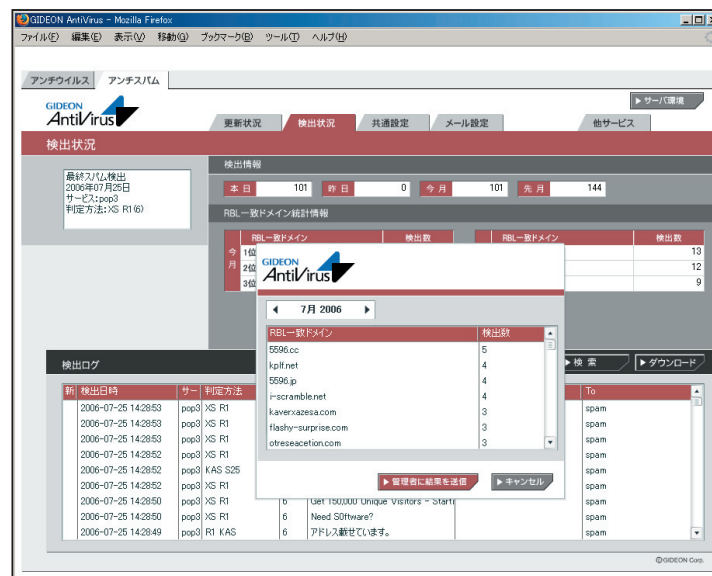 GIDEON AntiVirus - Mozilla Firefox
ファイル(F) 編集(E) 表示(V) 移動(G) ブックマーク(B) ツール(T) ヘルプ(H)
アンチウイルス アンチスパム
GIDEON AntiVirus
▶ サーバ環境
更新状況 検出状況 共通設定 メール設定 他サービス
検出状況
最終スパム検出
2006年07月25日
サービス:pop3
判定方法:XS R1(6)
検出情報
本日 101 昨日 0 今月 101 先月 144
RBL一致ドメイン統計情報
今月 RBL一致ドメイン 検出数 RBL一致ドメイン 検出数
1位 13
2位 12
3位 9
GIDEON AntiVirus
◀ 7月 2006 ▶
RBL一致ドメイン 検出数
5596.cc 5
kplf.net 4
5596.jp 4
i-scramble.net 4
kaverxazesa.com 3
flashy-surprise.com 3
otreseacetion.com 3
▶ 管理者に結果を送信 ▶ キャンセル
検出ログ ▶ 検索 ▶ ダウンロード
新 検出日時 サー 判定方法 To
2006-07-25 14:28:53 pop3 XS R1 spam
2006-07-25 14:28:53 pop3 XS R1 spam
2006-07-25 14:28:53 pop3 XS R1 spam
2006-07-25 14:28:52 pop3 XS R1 spam
2006-07-25 14:28:52 pop3 KAS S25 spam
2006-07-25 14:28:52 pop3 XS R1 spam
2006-07-25 14:28:50 pop3 XS R1 6 Get 150,000 Unique Visitors - Starti spam
2006-07-25 14:28:50 pop3 XS R1 6 Need S0ftware? spam
2006-07-25 14:28:49 pop3 R1 KAS 6 アドレス載せています。 spam
©GIDEON Corp.